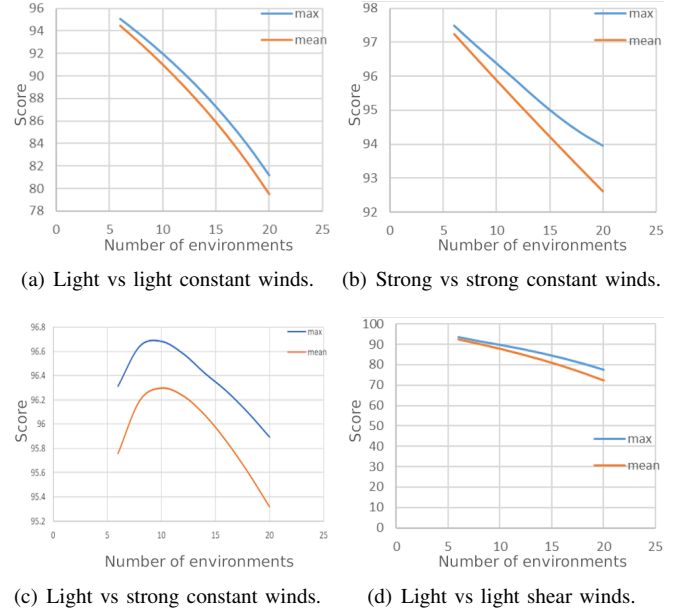 96
94
92
90
88
86
84
82
80
78
Score
max
mean
0 5 10 15 20 25
Number of environments
98
97
96
95
94
93
92
Score
max
mean
0 5 10 15 20 25
Number of environments
(a) Light vs light constant winds.
(b) Strong vs strong constant winds.
96.8
96.6
96.4
96.2
96
95.8
95.6
95.4
95.2
Score
max
mean
0 5 10 15 20 25
Number of environments
100
90
80
70
60
50
40
30
20
10
0
Score
max
mean
0 5 10 15 20 25
Number of environments
(c) Light vs strong constant winds.
(d) Light vs light shear winds.